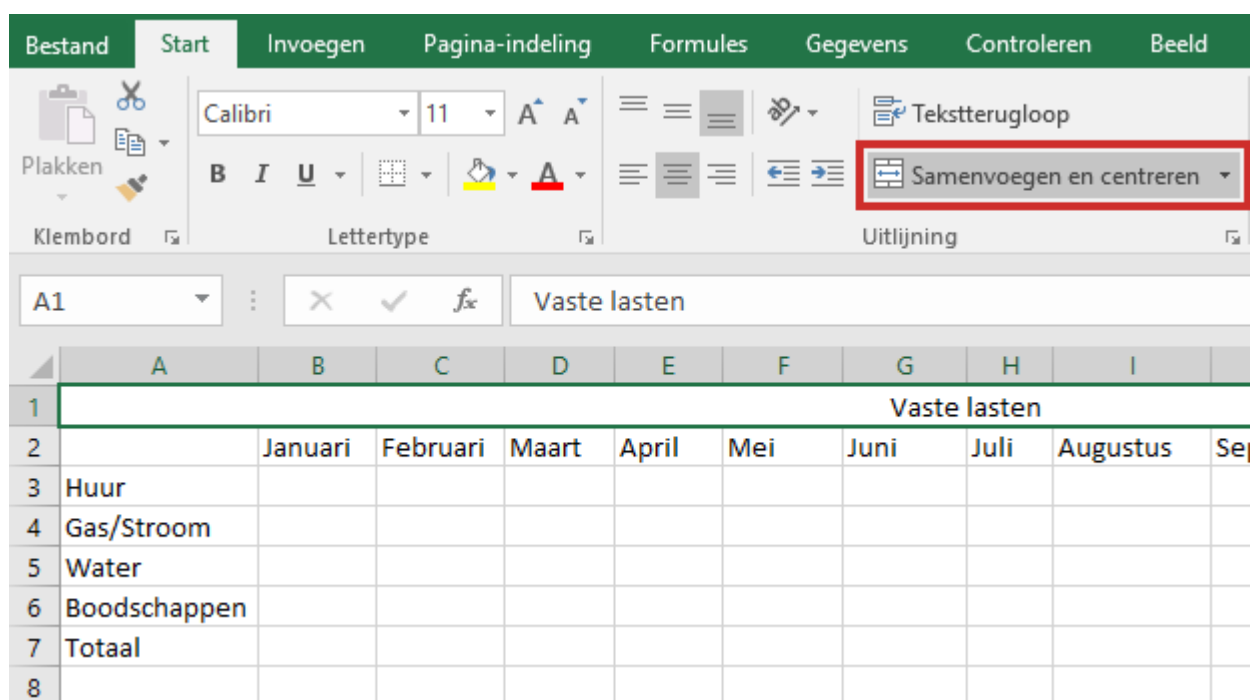 Bestand Start Invoegen Pagina-indeling Formules Gegevens Controleren Beeld
Calibri 11 A A Tekstterugloop
Plakken B I U A Samenvoegen en centreren
Klembord Lettertype Uitlijning
A1 fx Vaste lasten
A B C D E F G H I
1 Vaste lasten
2 Januari Februari Maart April Mei Juni Juli Augustus Sep
3 Huur
4 Gas/Stroom
5 Water
6 Boodschappen
7 Totaal
8